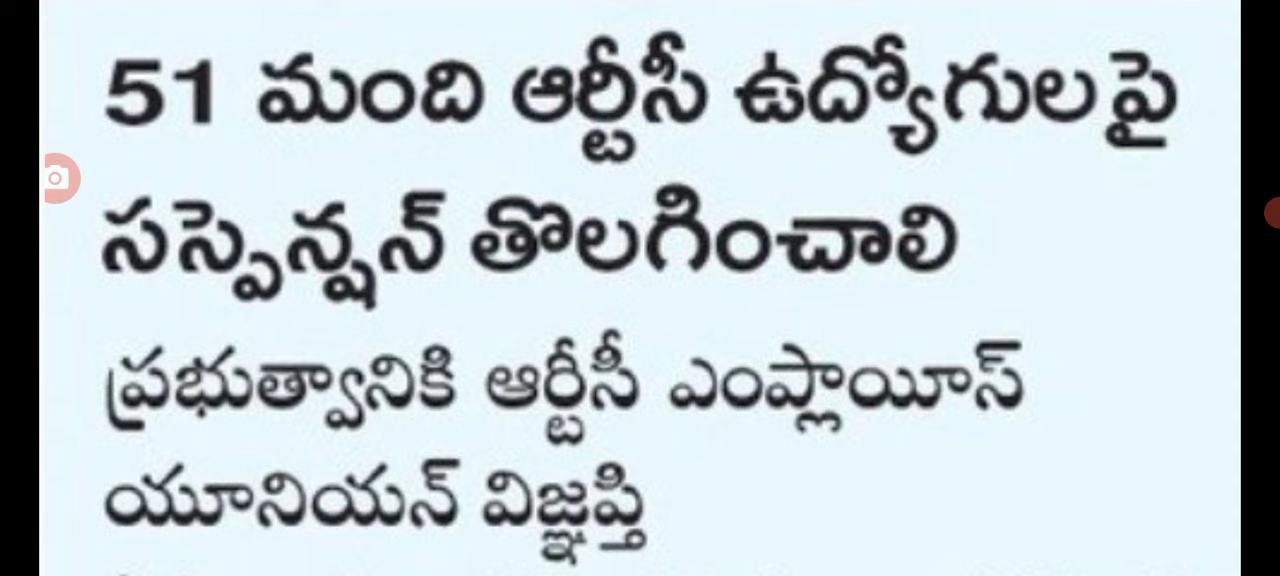 51 మంది ఆర్టీసీ ఉద్యోగులపై
సస్పెన్షన్ తొలగించాలి
ప్రభుత్వానికి ఆర్టీసీ ఎంప్లాయీస్
యూనియన్ విజ్ఞప్తి